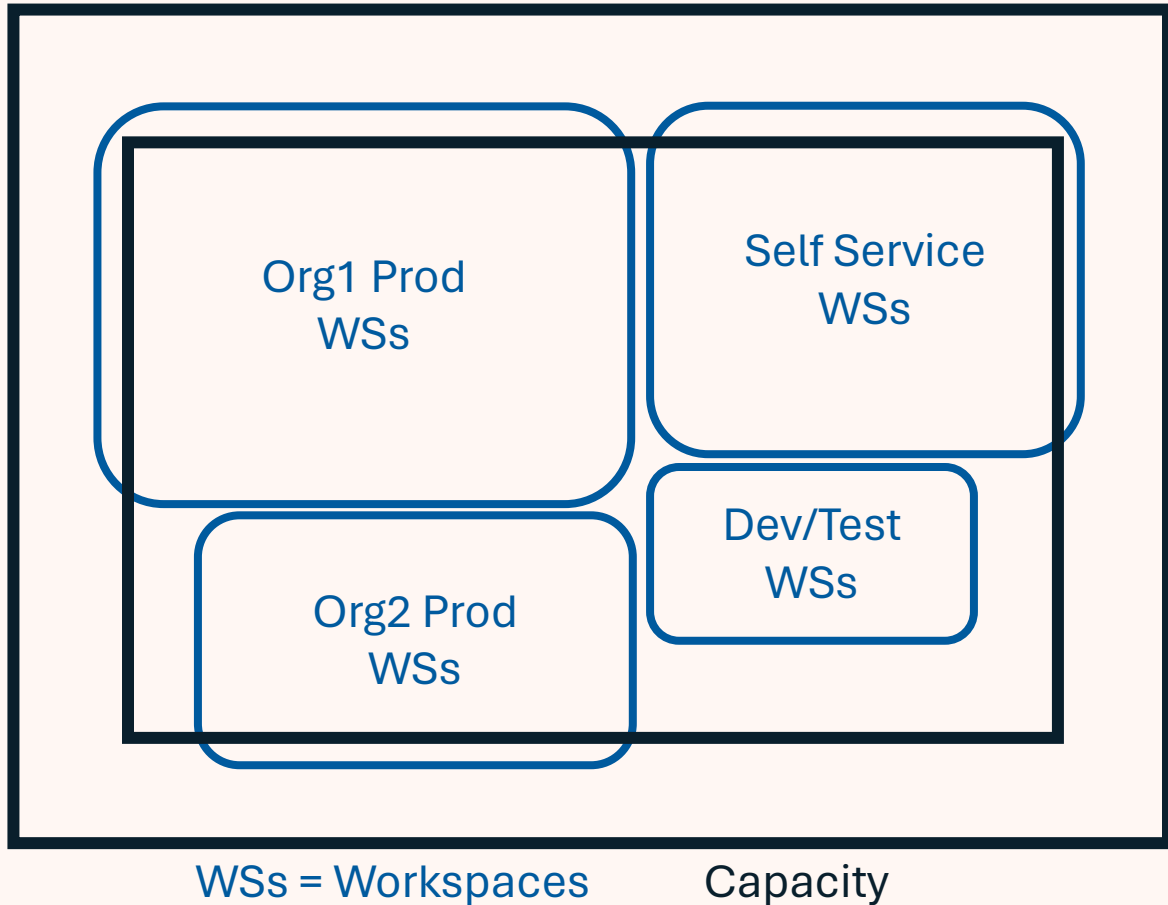 Org1 Prod
WSs
Self Service
WSs
Org2 Prod
WSs
Dev/Test
WSs
WSs = Workspaces
Capacity